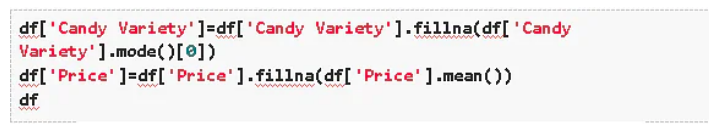 df['Candy Variety']=df['Candy Variety'].fillna(df['Candy
Variety'].mode()[0])
df['Price']=df['Price'].fillna(df['Price'].mean())
df